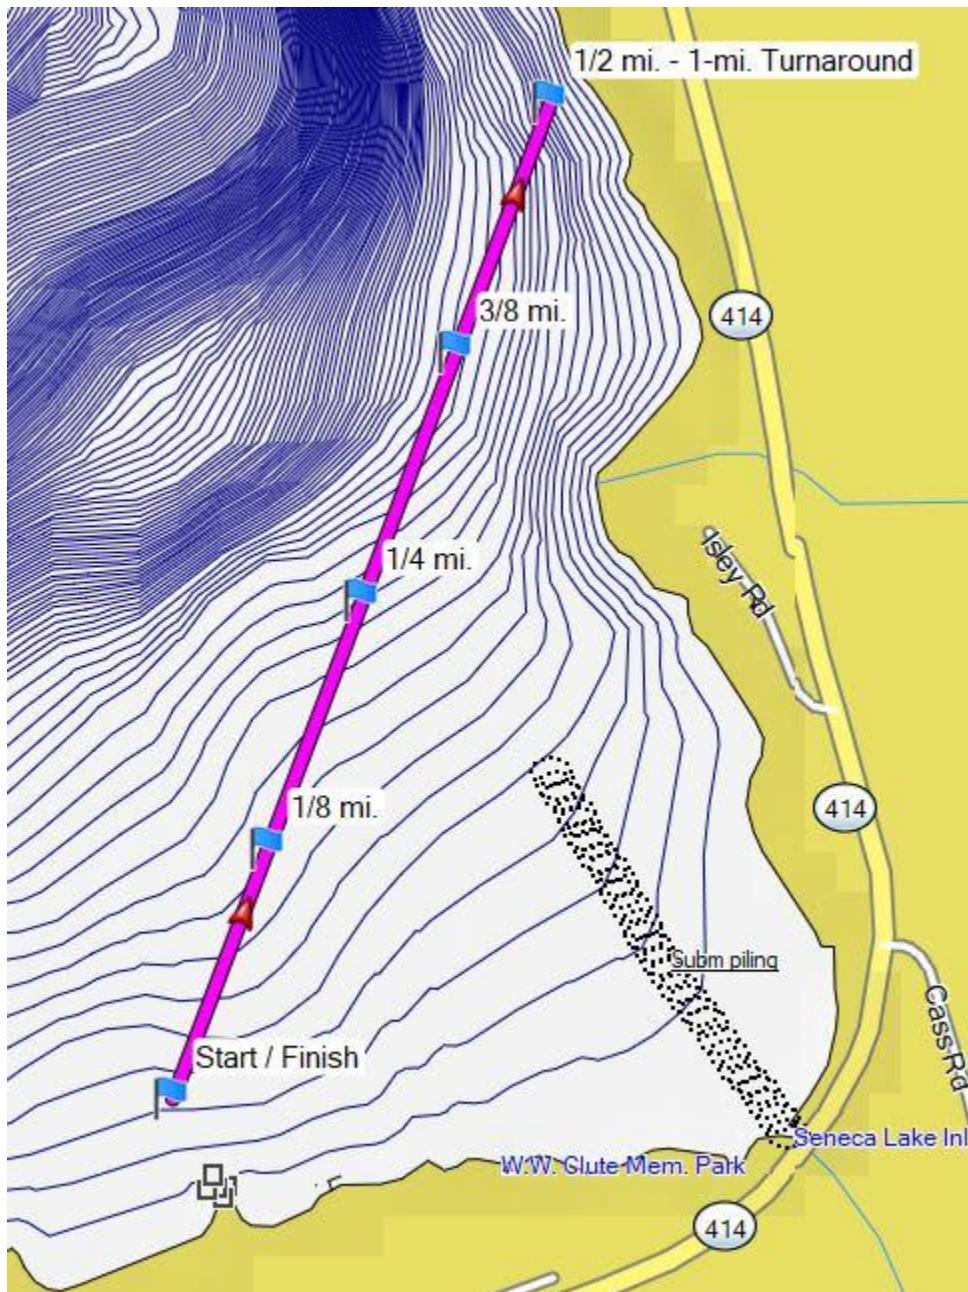 1/2 mi. - 1-mi. Turnaround
3/8 mi.
414
Isley Rd
1/4 mi.
1/8 mi.
414
Subm piling
Cass Rd
Start / Finish
Seneca Lake Inl
W.W. Clute Mem. Park
414